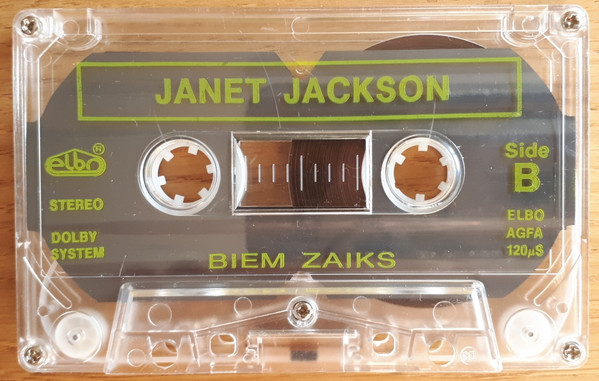 JANET JACKSON
elbo ®
STEREO
DOLBY
SYSTEM
Side
B
ELBO
AGFA
120µS
BIEM ZAIKS